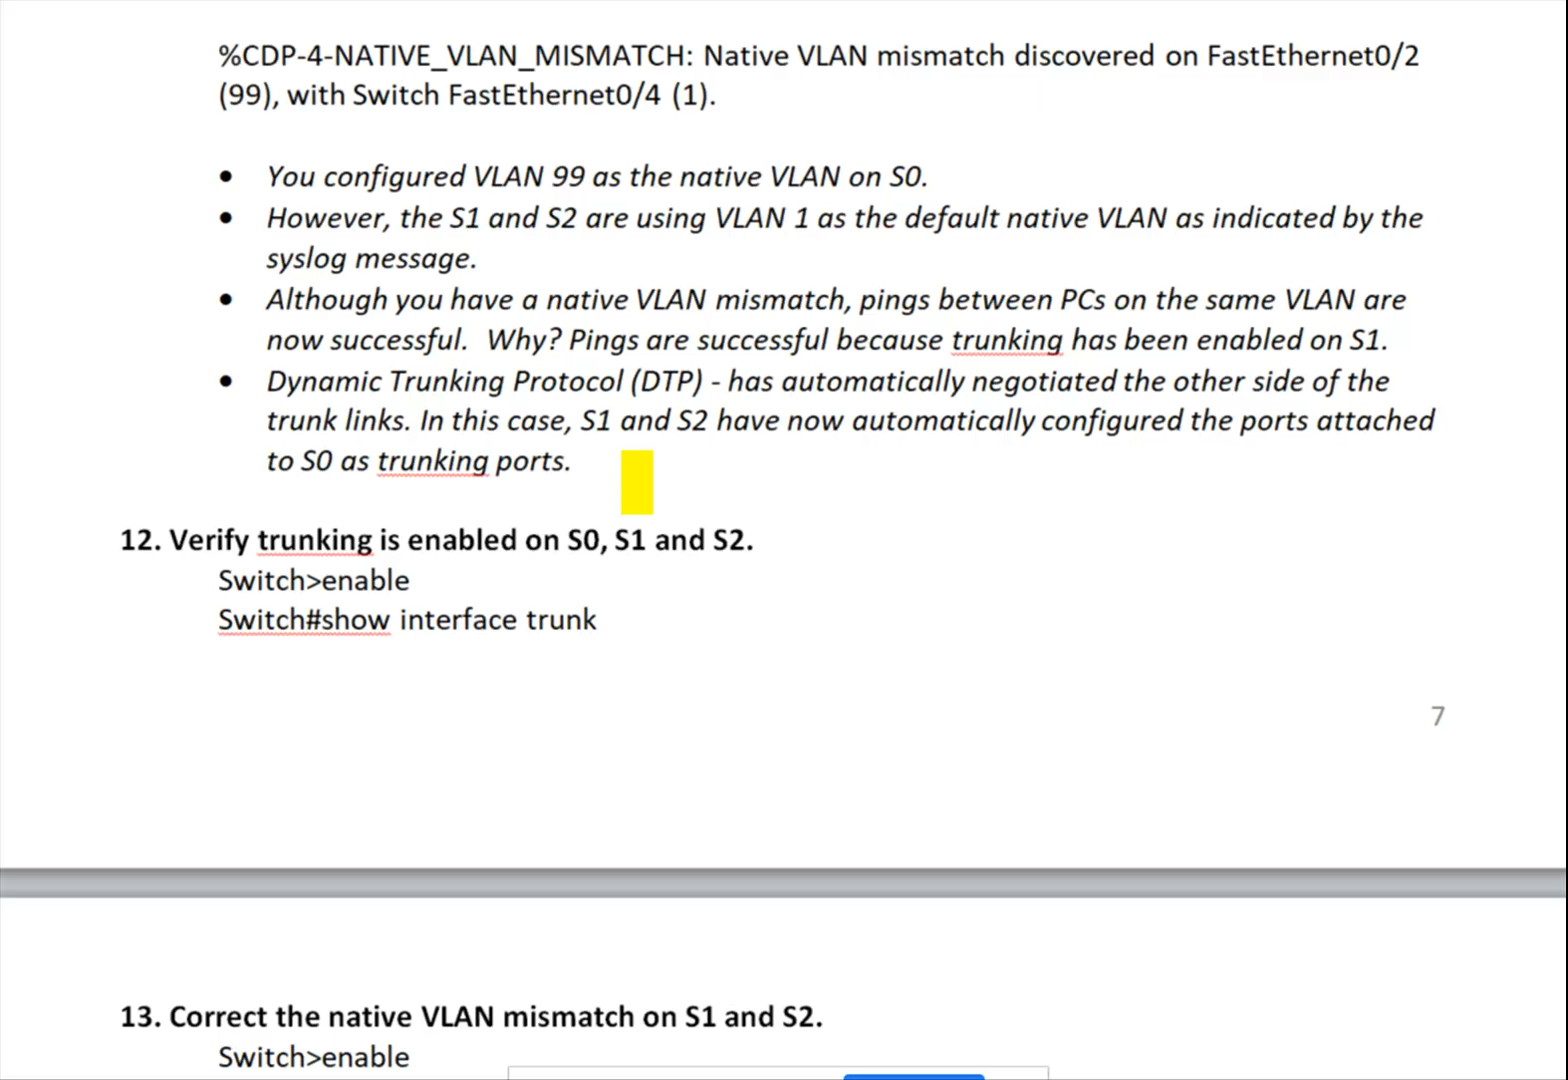 %CDP-4-NATIVE_VLAN_MISMATCH: Native VLAN mismatch discovered on FastEthernet0/2
(99), with Switch FastEthernet0/4 (1).
• You configured VLAN 99 as the native VLAN on S0.
• However, the S1 and S2 are using VLAN 1 as the default native VLAN as indicated by the
syslog message.
• Although you have a native VLAN mismatch, pings between PCs on the same VLAN are
now successful. Why? Pings are successful because trunking has been enabled on S1.
• Dynamic Trunking Protocol (DTP) - has automatically negotiated the other side of the
trunk links. In this case, S1 and S2 have now automatically configured the ports attached
to S0 as trunking ports.
12. Verify trunking is enabled on S0, S1 and S2.
Switch>enable
Switch#show interface trunk
7
13. Correct the native VLAN mismatch on S1 and S2.
Switch>enable